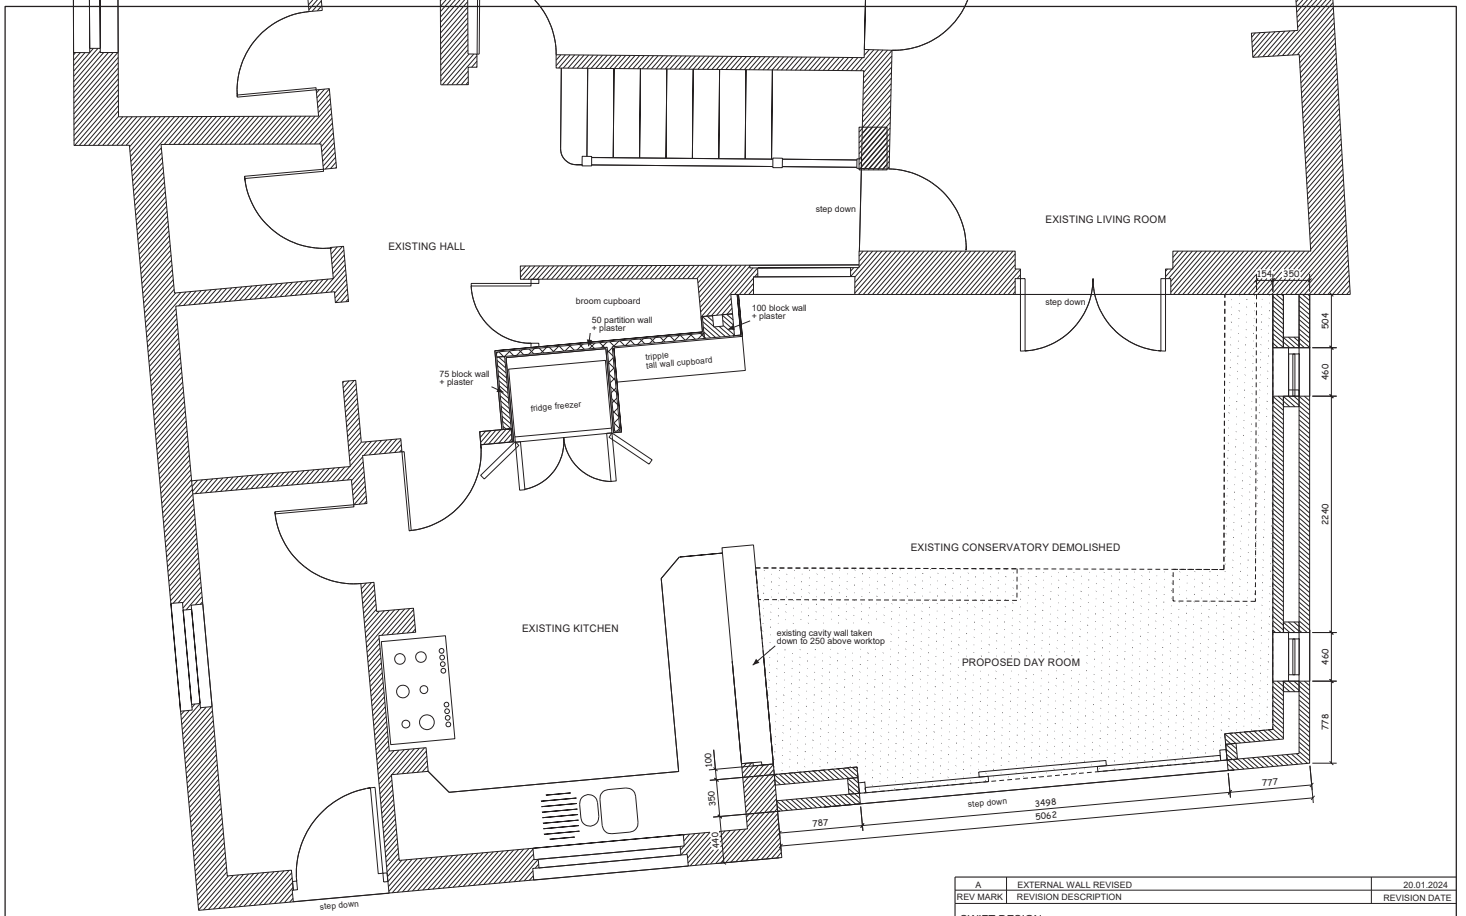 step down
EXISTING LIVING ROOM
EXISTING HALL
154
350
broom cupboard
step down
100 block wall
+ plaster
50 partition wall
+ plaster
504
tripple
tall wall cupboard
75 block wall
+ plaster
460
fridge freezer
2240
EXISTING CONSERVATORY DEMOLISHED
EXISTING KITCHEN
existing cavity wall taken
down to 250 above worktop
PROPOSED DAY ROOM
460
778
100
350
440
787
step down
3498
5062
777
step down
A EXTERNAL WALL REVISED 20.01.2024
REV MARK REVISION DESCRIPTION REVISION DATE